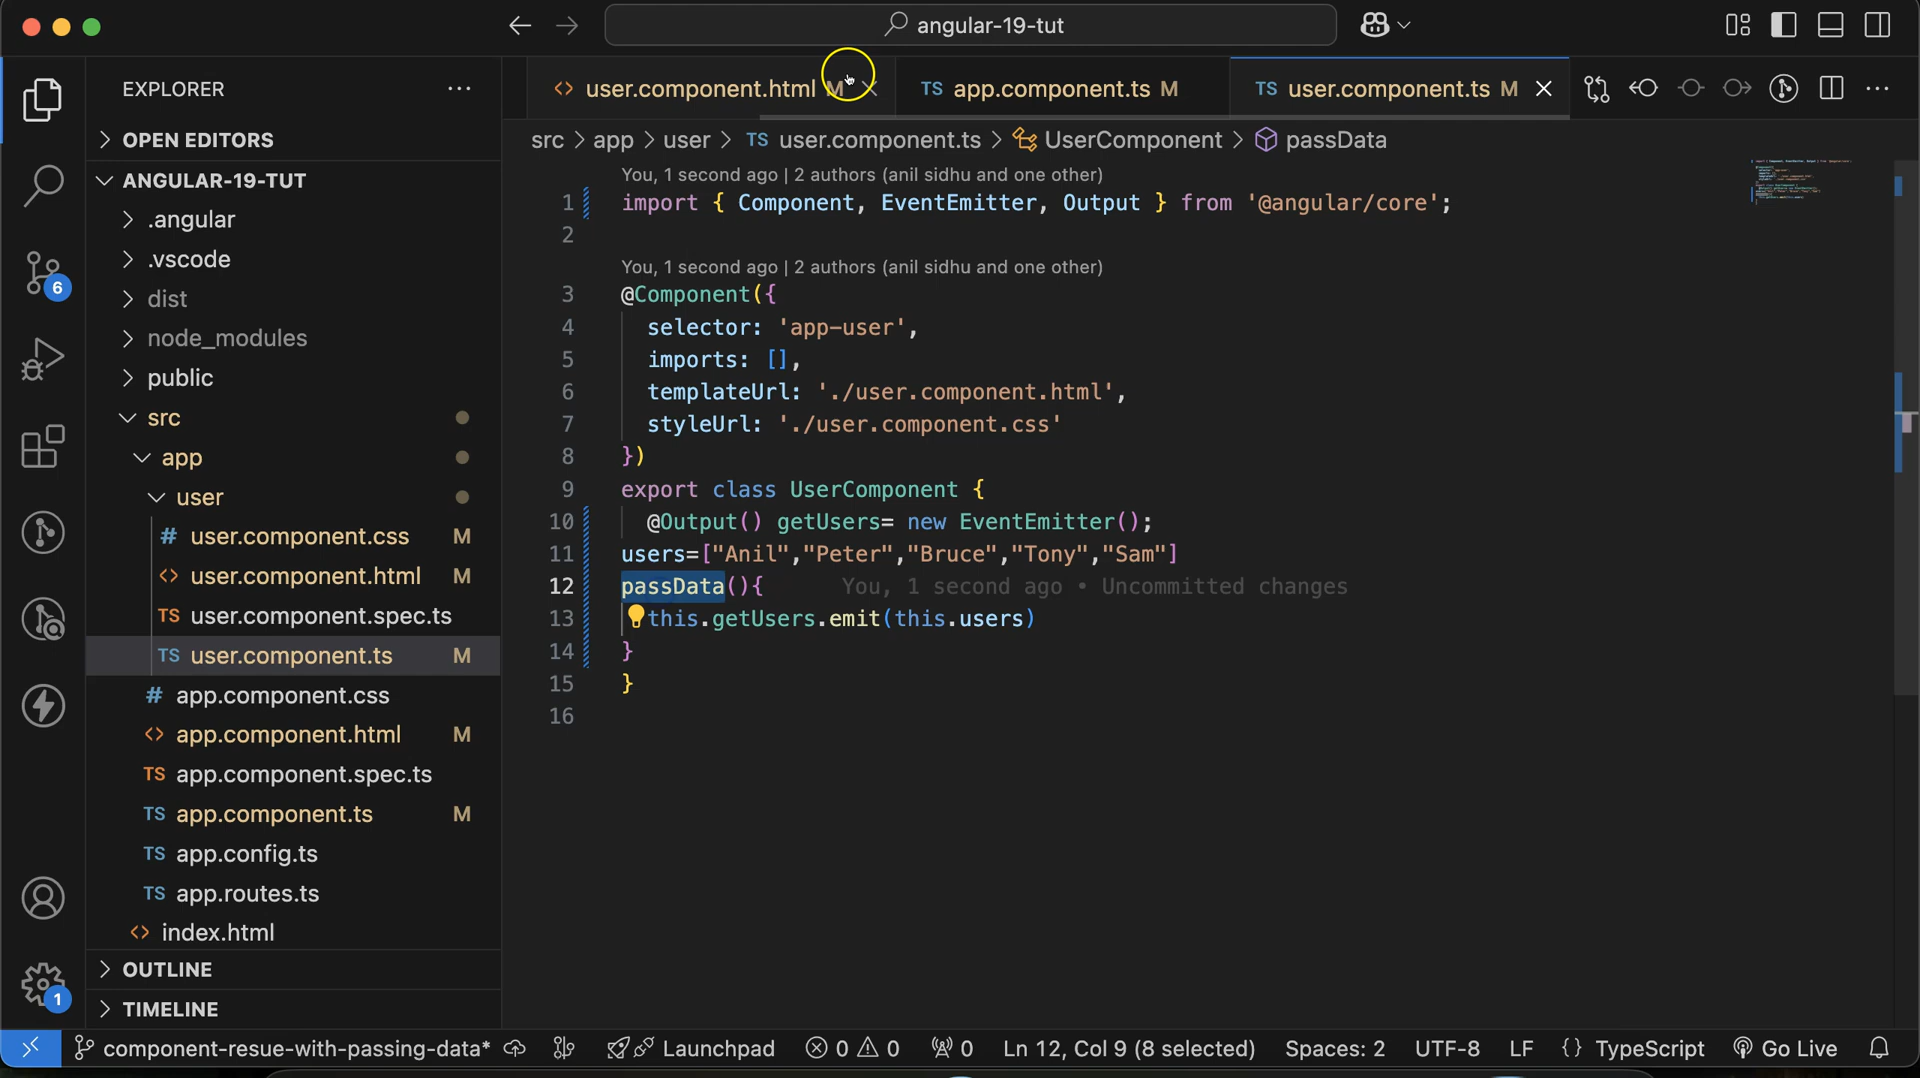 angular-19-tut
EXPLORER
OPEN EDITORS
ANGULAR-19-TUT
.angular
.vscode
dist
node_modules
public
src
app
user
# user.component.css M
<> user.component.html M
TS user.component.spec.ts
TS user.component.ts M
# app.component.css
<> app.component.html M
TS app.component.spec.ts
TS app.component.ts M
TS app.config.ts
TS app.routes.ts
<> index.html
OUTLINE
TIMELINE
6
1
<> user.component.html M
TS app.component.ts M
TS user.component.ts M
src > app > user > TS user.component.ts > UserComponent > passData
You, 1 second ago | 2 authors (anil sidhu and one other)
1 import { Component, EventEmitter, Output } from '@angular/core';
2
You, 1 second ago | 2 authors (anil sidhu and one other)
3 @Component({
4 selector: 'app-user',
5 imports: [],
6 templateUrl: './user.component.html',
7 styleUrl: './user.component.css'
8 })
9 export class UserComponent {
10 @Output() getUsers= new EventEmitter();
11 users=["Anil","Peter","Bruce","Tony","Sam"]
12 passData(){ You, 1 second ago • Uncommitted changes
13 this.getUsers.emit(this.users)
14 }
15 }
16
component-resue-with-passing-data* Launchpad 0 0 0 Ln 12, Col 9 (8 selected) Spaces: 2 UTF-8 LF {} TypeScript Go Live